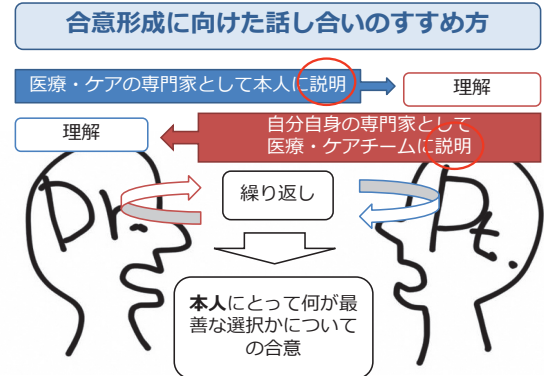 合意形成に向けた話し合いのすすめ方
医療・ケアの専門家として本人に説明
理解
自分自身の専門家として
医療・ケアチームに説明
理解
Dr.
繰り返し
Pt.
本人にとって何が最
善な選択かについて
の合意